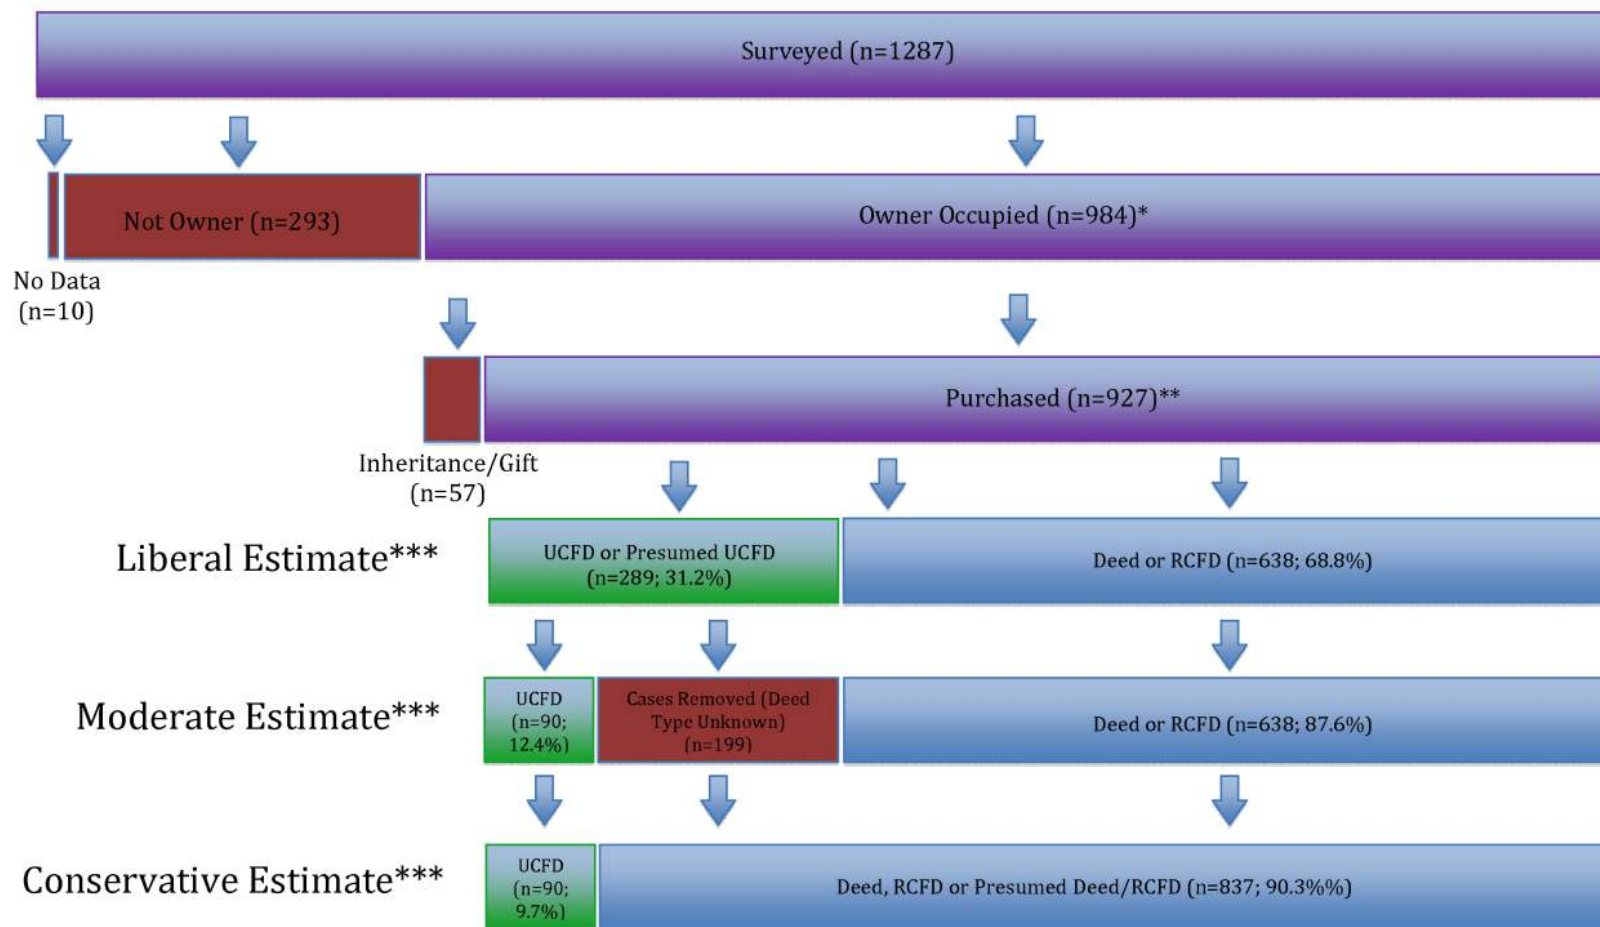 Surveyed (n=1287)
Not Owner (n=293)
Owner Occupied (n=984)*
No Data
(n=10)
Purchased (n=927)**
Inheritance/Gift
(n=57)
Liberal Estimate***
UCFD or Presumed UCFD
(n=289; 31.2%)
Deed or RCFD (n=638; 68.8%)
Moderate Estimate***
UCFD
(n=90;
12.4%)
Cases Removed (Deed
Type Unknown)
(n=199)
Deed or RCFD (n=638; 87.6%)
Conservative Estimate***
UCFD
(n=90;
9.7%)
Deed, RCFD or Presumed Deed/RCFD (n=837; 90.3%%)